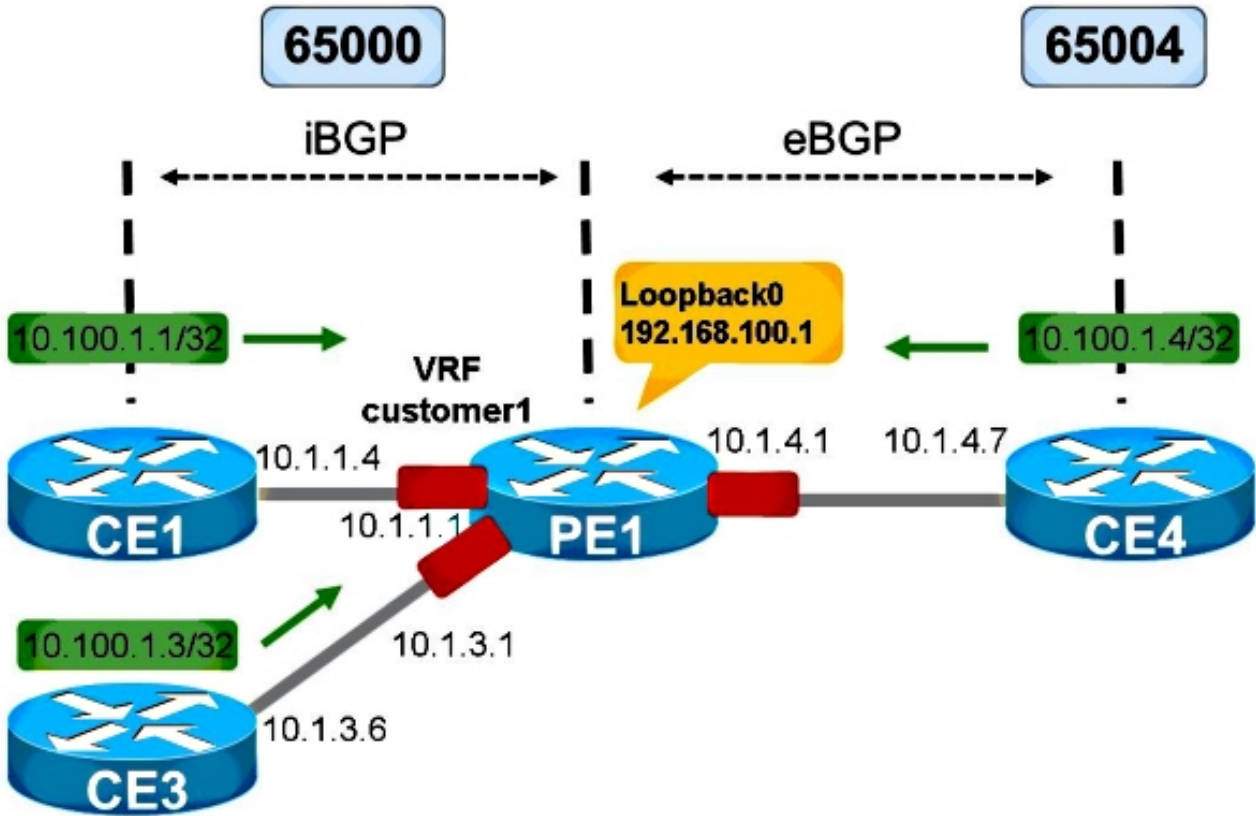 65000
65004
iBGP
eBGP
Loopback0
192.168.100.1
10.100.1.1/32
10.100.1.4/32
VRF
customer1
10.1.1.4
10.1.4.1
10.1.4.7
10.1.1.1
CE1
PE1
CE4
10.100.1.3/32
10.1.3.1
10.1.3.6
CE3